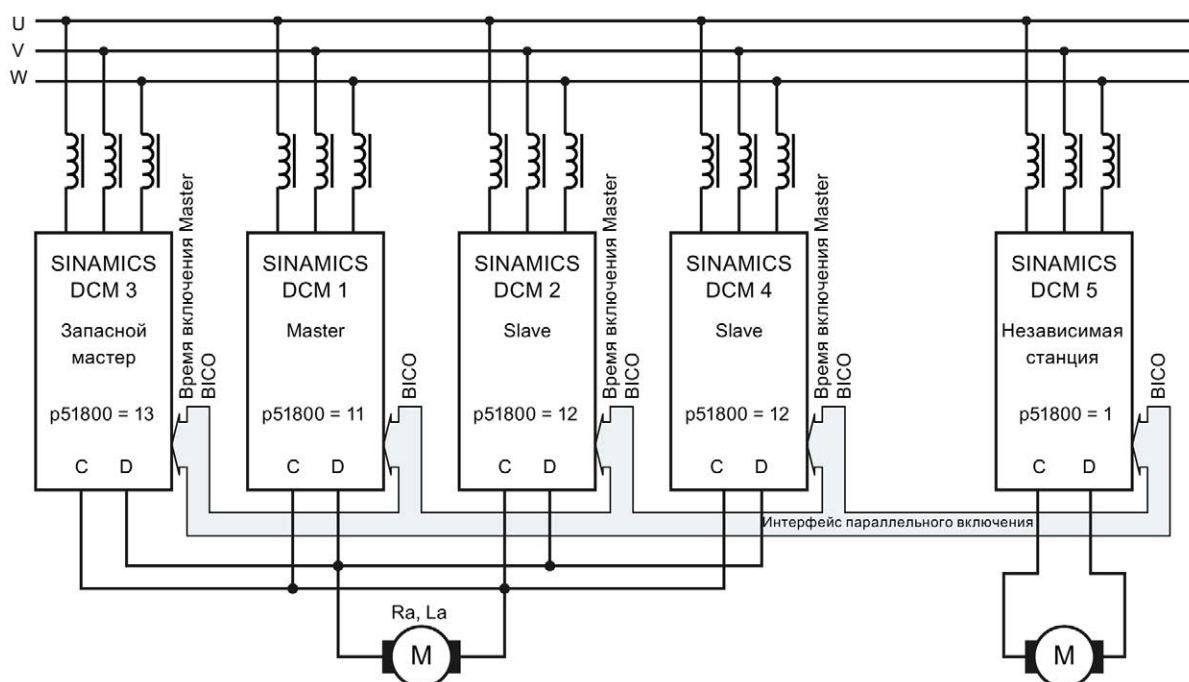 U
V
W
SINAMICS
DCM 3
Запасной
мастер
p51800 = 13
C D
Время включения Master
BICO
SINAMICS
DCM 1
Master
p51800 = 11
C D
BICO
SINAMICS
DCM 2
Slave
p51800 = 12
C D
Время включения Master
BICO
SINAMICS
DCM 4
Slave
p51800 = 12
C D
Время включения Master
BICO
SINAMICS
DCM 5
Независимая
станция
p51800 = 1
C D
BICO
Интерфейс параллельного включения
Ra, La
M
M